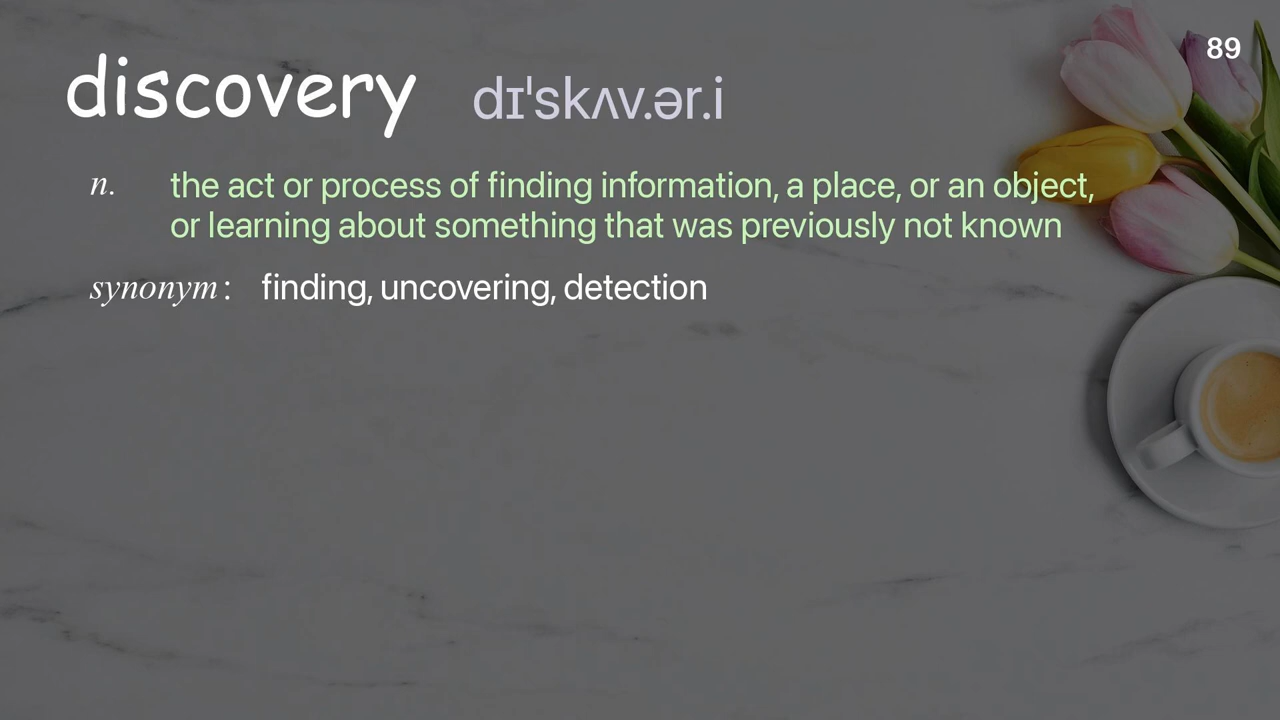 89
discovery dɪˈskʌv.ər.i
n. the act or process of finding information, a place, or an object,
or learning about something that was previously not known
synonym: finding, uncovering, detection